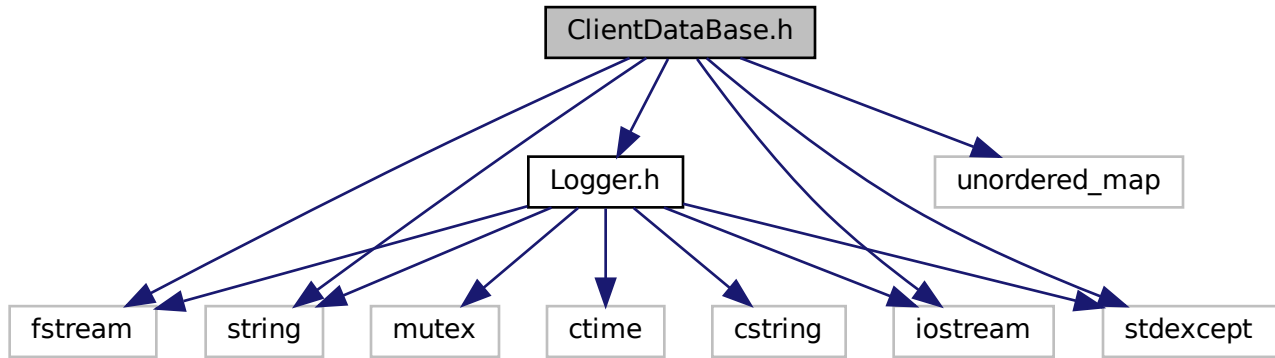 ClientDataBase.h
Logger.h
unordered_map
fstream
string
mutex
ctime
cstring
iostream
stdexcept